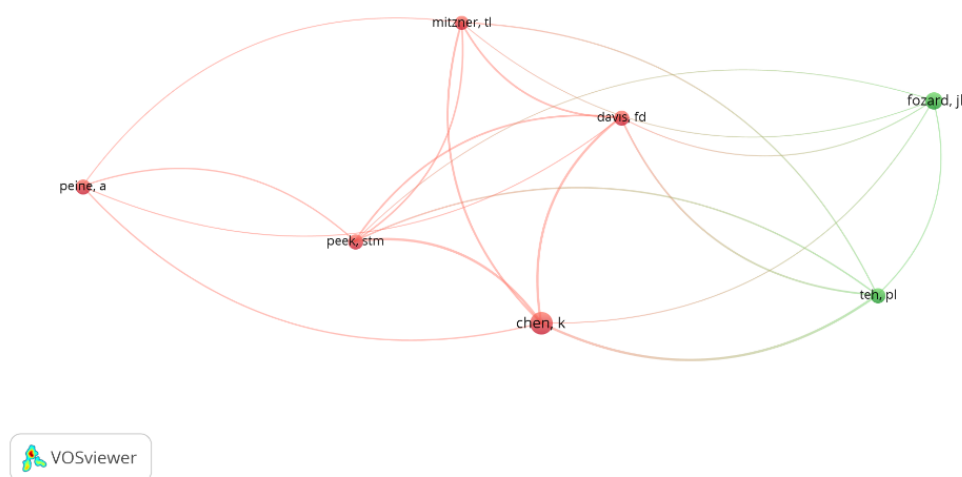 mitzner, tl
fozard, jl
davis, fd
peine, a
peek, stm
teh, pl
chen, k
VOSviewer